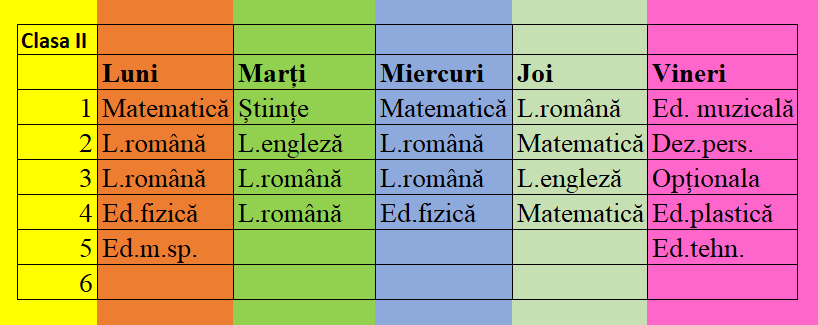 Clasa II
Luni Marți Miercuri Joi Vineri
1 Matematică Științe Matematică L.română Ed. muzicală
2 L.română L.engleză L.română Matematică Dez.pers.
3 L.română L.română L.română L.engleză Opționala
4 Ed.fizică L.română Ed.fizică Matematică Ed.plastică
5 Ed.m.sp. Ed.tehn.
6